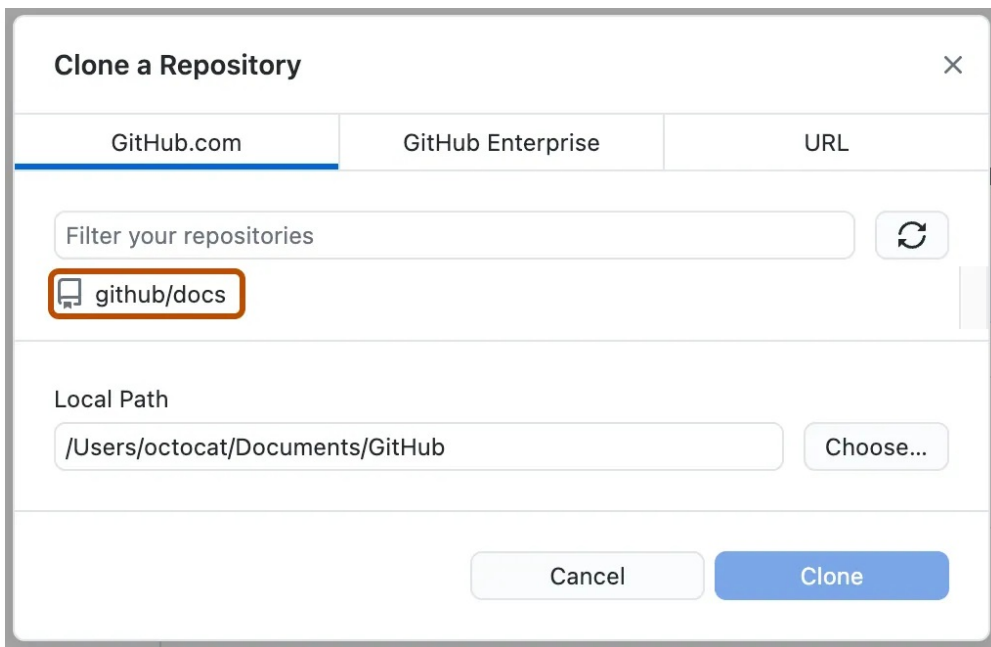 Clone a Repository
GitHub.com GitHub Enterprise URL
Filter your repositories
github/docs
Local Path
/Users/octocat/Documents/GitHub Choose...
Cancel Clone